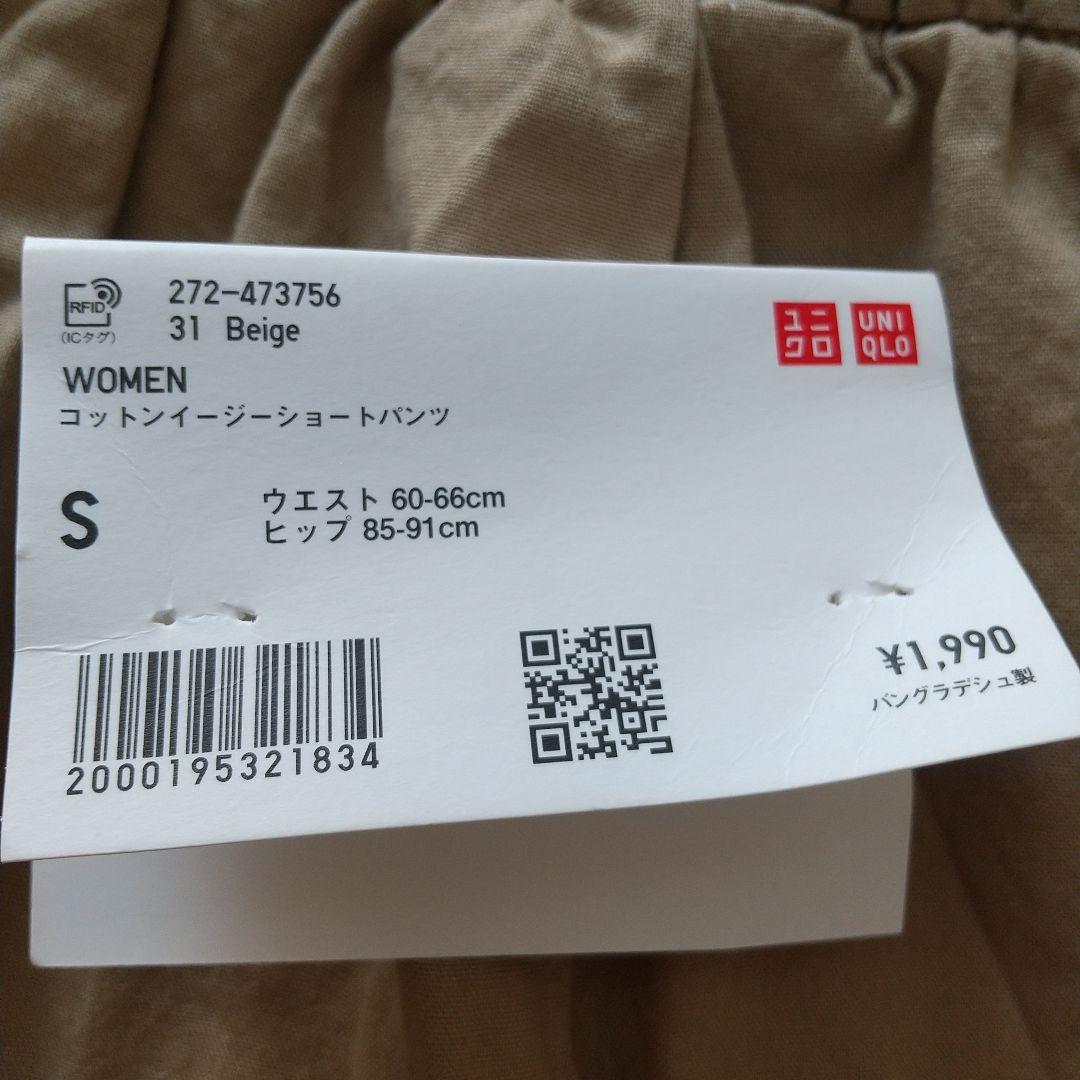 RFID
(ICタグ)
272-473756
31 Beige
ユニ
クロ
UNI
QLO
WOMEN
コットンイージーショートパンツ
S
ウエスト 60-66cm
ヒップ 85-91cm
2000195321834
¥1,990
バングラデシュ製